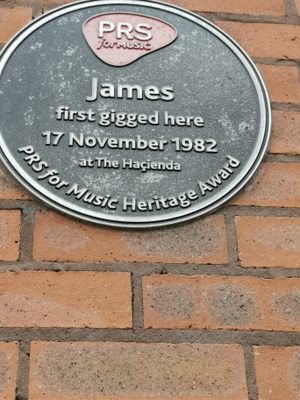 PRS
for MUSIC
James
first gigged here
17 November 1982
at The Haçienda
PRS for Music Heritage Award